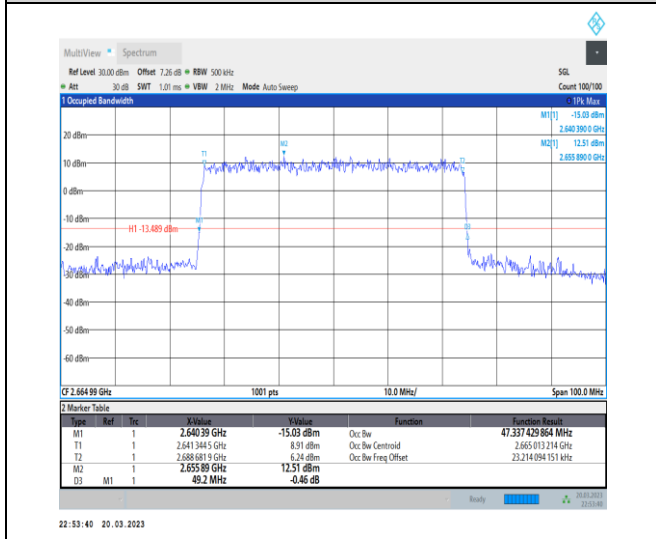 MultiView Spectrum
Ref Level 30.00 dBm Offset 7.26 dB RBW 500 kHz SGL
Att 30 dB SWT 1.01 ms VBW 2 MHz Mode Auto Sweep Count 100/100
1 Occupied Bandwidth 1Pk Max
M1[1] -15.03 dBm
2.640 390 0 GHz
M2[1] 12.51 dBm
2.655 890 0 GHz
20 dBm
M2
T1
T2
10 dBm
0 dBm
-10 dBm
H1 -13.489 dBm
M1
D3
-20 dBm
-30 dBm
-40 dBm
-50 dBm
-60 dBm
CF 2.664 99 GHz 1001 pts 10.0 MHz/ Span 100.0 MHz
2 Marker Table
Type Ref Trc X-Value Y-Value Function Function Result
M1 1 2.640 39 GHz -15.03 dBm Occ Bw 47.337 429 864 MHz
T1 1 2.641 344 5 GHz 8.91 dBm Occ Bw Centroid 2.665 013 214 GHz
T2 1 2.688 681 9 GHz 6.24 dBm Occ Bw Freq Offset 23.214 094 151 kHz
M2 1 2.655 89 GHz 12.51 dBm
D3 M1 1 49.2 MHz -0.46 dB
Ready 20.03.2023
22:53:40
22:53:40 20.03.2023